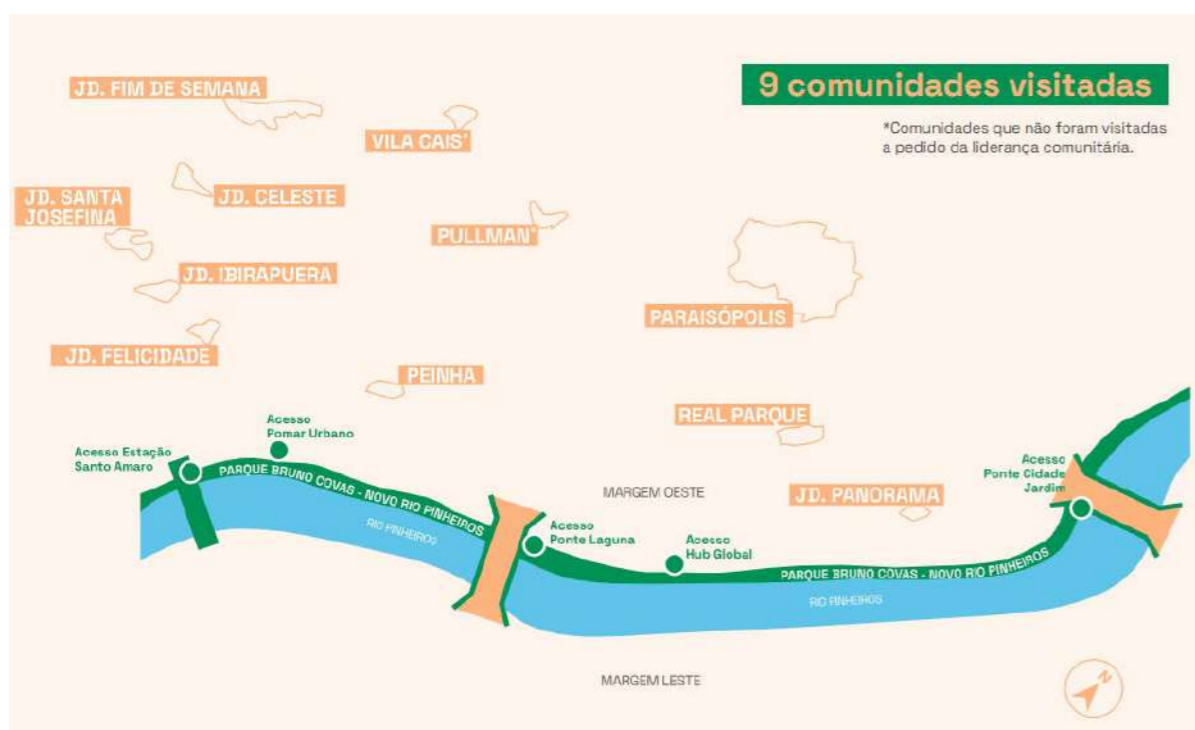 9 comunidades visitadas
*Comunidades que não foram visitadas
a pedido da liderança comunitária.
JD. FIM DE SEMANA
VILA CAIS*
JD. SANTA
JOSEFINA
JD. CELESTE
PULLMAN*
JD. IBIRAPUERA
PARAISÓPOLIS
JD. FELICIDADE
PEINHA
REAL PARQUE
Acesso
Pomar Urbano
Acesso Estação
Santo Amaro
PARQUE BRUNO COVAS - NOVO RIO PINHEIROS
RIO PINHEIROS
MARGEM OESTE
JD. PANORAMA
Acesso
Ponte Cidade
Jardim
Acesso
Ponte Laguna
Acesso
Hub Global
PARQUE BRUNO COVAS - NOVO RIO PINHEIROS
RIO PINHEIROS
MARGEM LESTE
N